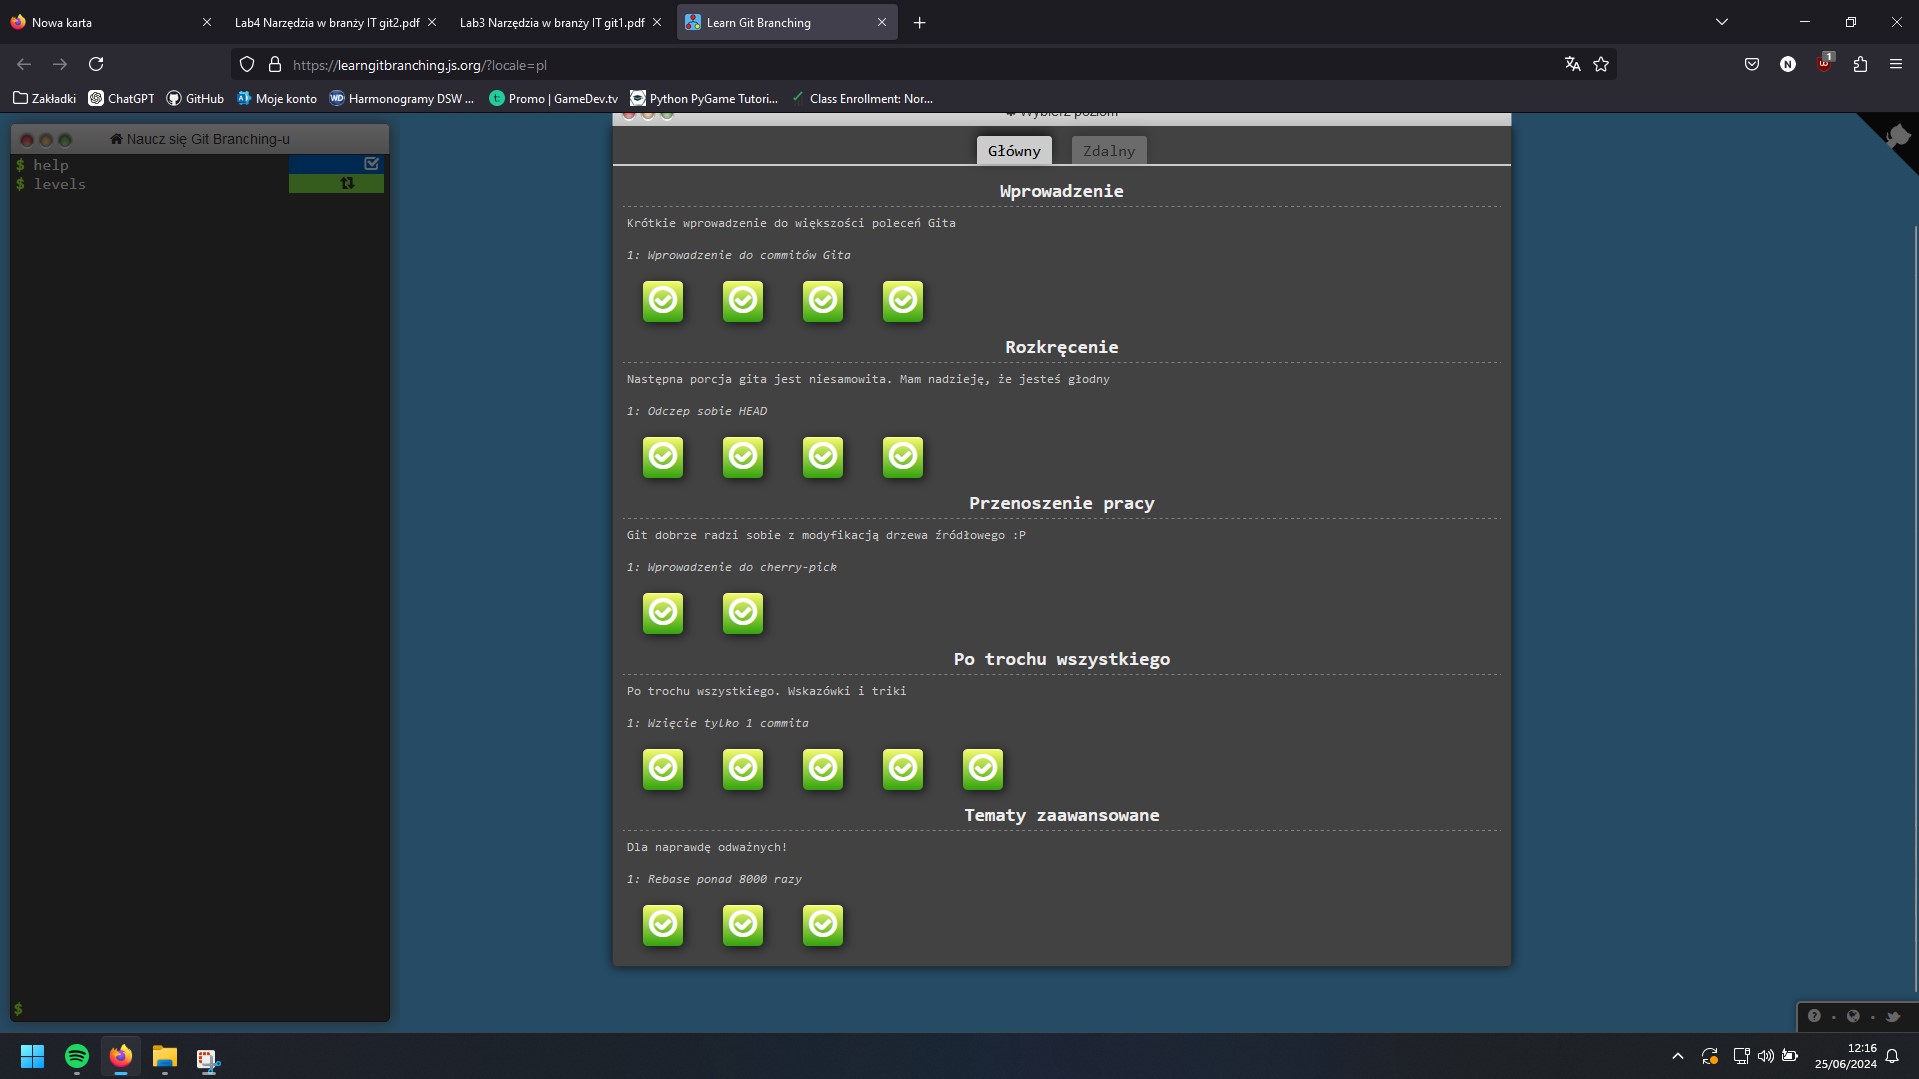 Nowa karta
Lab4 Narzędzia w branży IT git2.pdf
Lab3 Narzędzia w branży IT git1.pdf
Learn Git Branching
https://learngitbranching.js.org/?locale=pl
N
1
Zakładki
ChatGPT
GitHub
Moje konto
Harmonogramy DSW ...
Promo | GameDev.tv
Python PyGame Tutori...
Class Enrollment: Nor...
Naucz się Git Branching-u
$ help
$ levels
$
Wybierz poziom
Główny
Zdalny
Wprowadzenie
Krótkie wprowadzenie do większości poleceń Gita
1: Wprowadzenie do commitów Gita
Rozkręcenie
Następna porcja gita jest niesamowita. Mam nadzieję, że jesteś głodny
1: Odczep sobie HEAD
Przenoszenie pracy
Git dobrze radzi sobie z modyfikacją drzewa źródłowego :P
1: Wprowadzenie do cherry-pick
Po trochu wszystkiego
Po trochu wszystkiego. Wskazówki i triki
1: Wzięcie tylko 1 commita
Tematy zaawansowane
Dla naprawdę odważnych!
1: Rebase ponad 8000 razy
12:16
25/06/2024